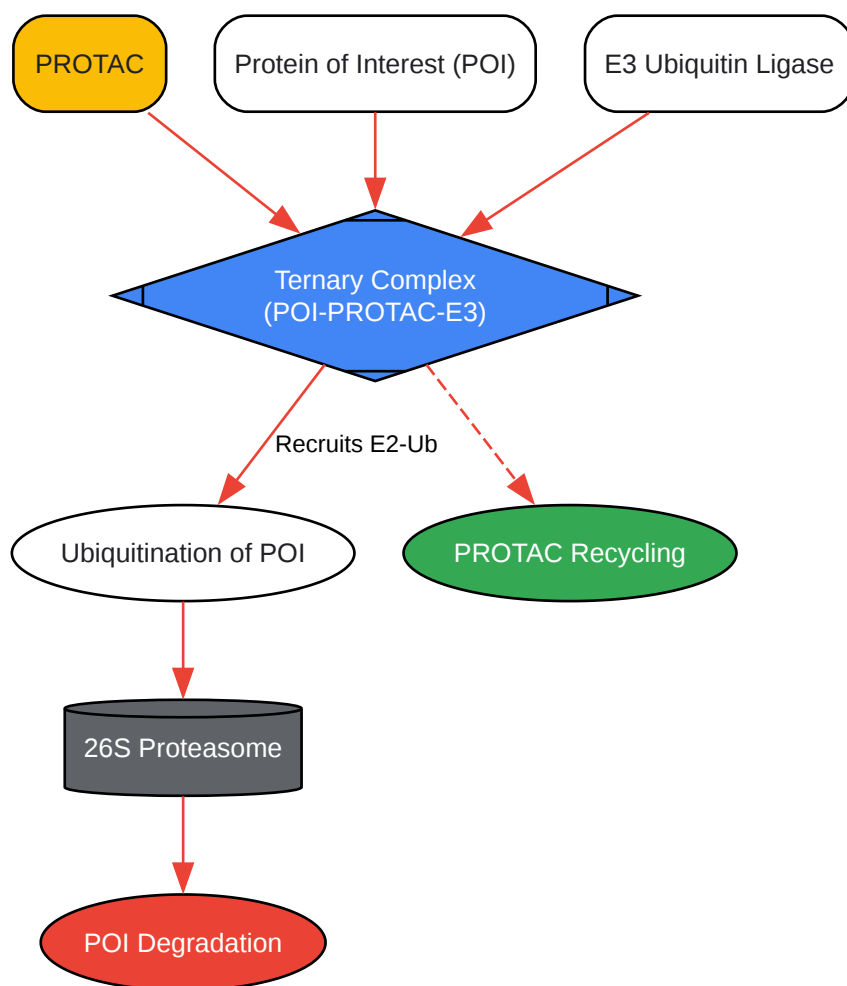 PROTAC
Protein of Interest (POI)
E3 Ubiquitin Ligase
Ternary Complex
(POI-PROTAC-E3)
Recruits E2-Ub
Ubiquitination of POI
PROTAC Recycling
26S Proteasome
POI Degradation